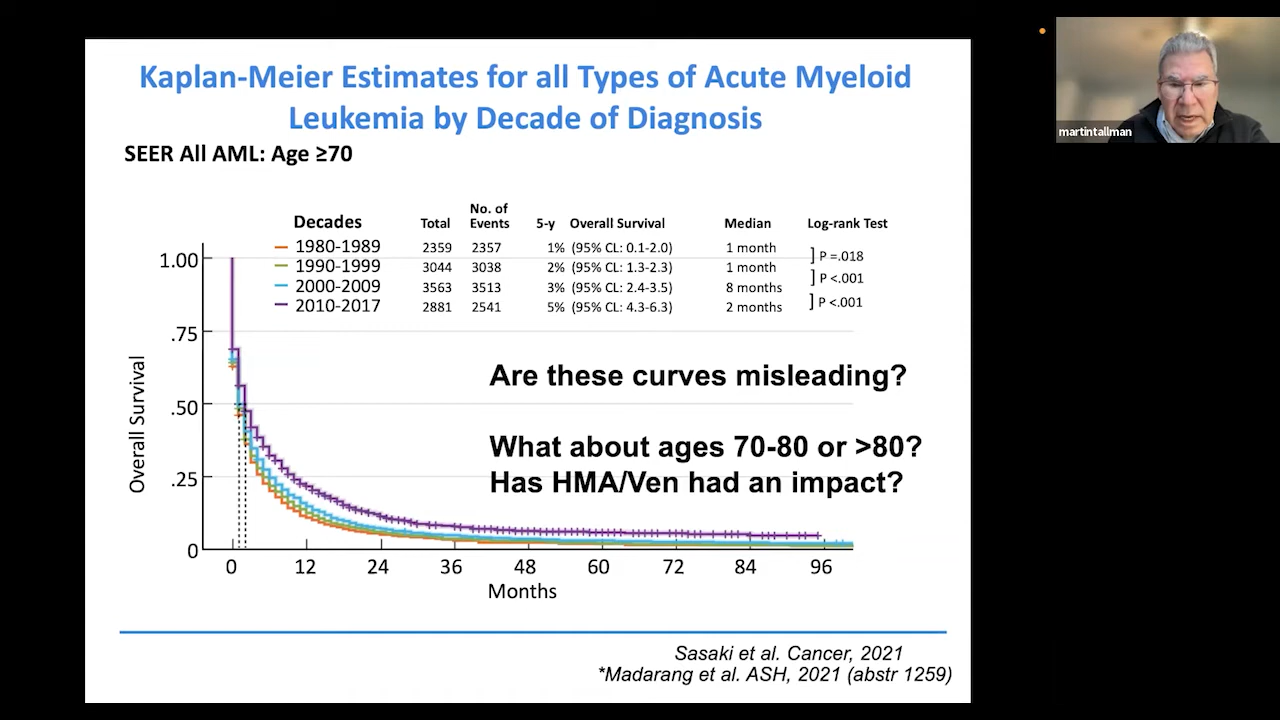 Kaplan-Meier Estimates for all Types of Acute Myeloid
Leukemia by Decade of Diagnosis
SEER All AML: Age ≥70
Decades Total No. of Events 5-y Overall Survival Median Log-rank Test
1980-1989 2359 2357 1% (95% CL: 0.1-2.0) 1 month ] P =.018
1990-1999 3044 3038 2% (95% CL: 1.3-2.3) 1 month ] P <.001
2000-2009 3563 3513 3% (95% CL: 2.4-3.5) 8 months ] P <.001
2010-2017 2881 2541 5% (95% CL: 4.3-6.3) 2 months
1.00
.75
.50
.25
0
Overall Survival
Are these curves misleading?
What about ages 70-80 or >80?
Has HMA/Ven had an impact?
0 12 24 36 48 60 72 84 96
Months
Sasaki et al. Cancer, 2021
*Madarang et al. ASH, 2021 (abstr 1259)
martintallman